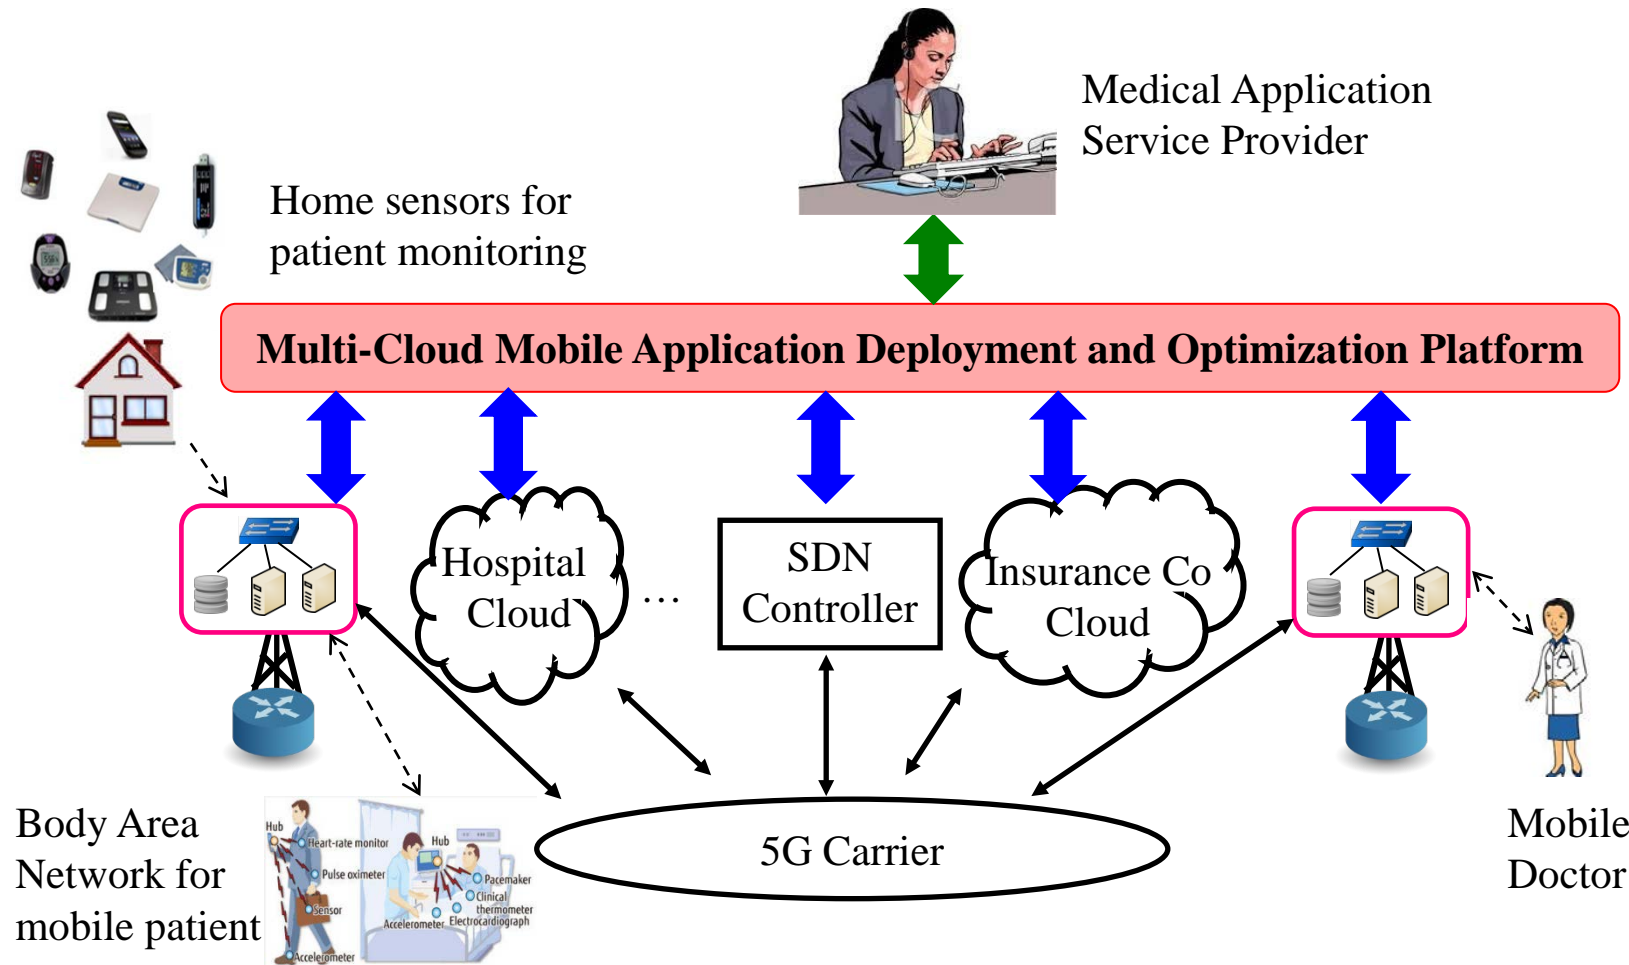 Medical Application
Service Provider
Home sensors for
patient monitoring
Multi-Cloud Mobile Application Deployment and Optimization Platform
Hospital
Cloud
...
SDN
Controller
Insurance Co
Cloud
5G Carrier
Body Area
Network for
mobile patient
Hub
Heart-rate monitor
Pulse oximeter
Sensor
Accelerometer
Hub
Pacemaker
Clinical
thermometer
Electrocardiograph
Accelerometer
Mobile
Doctor